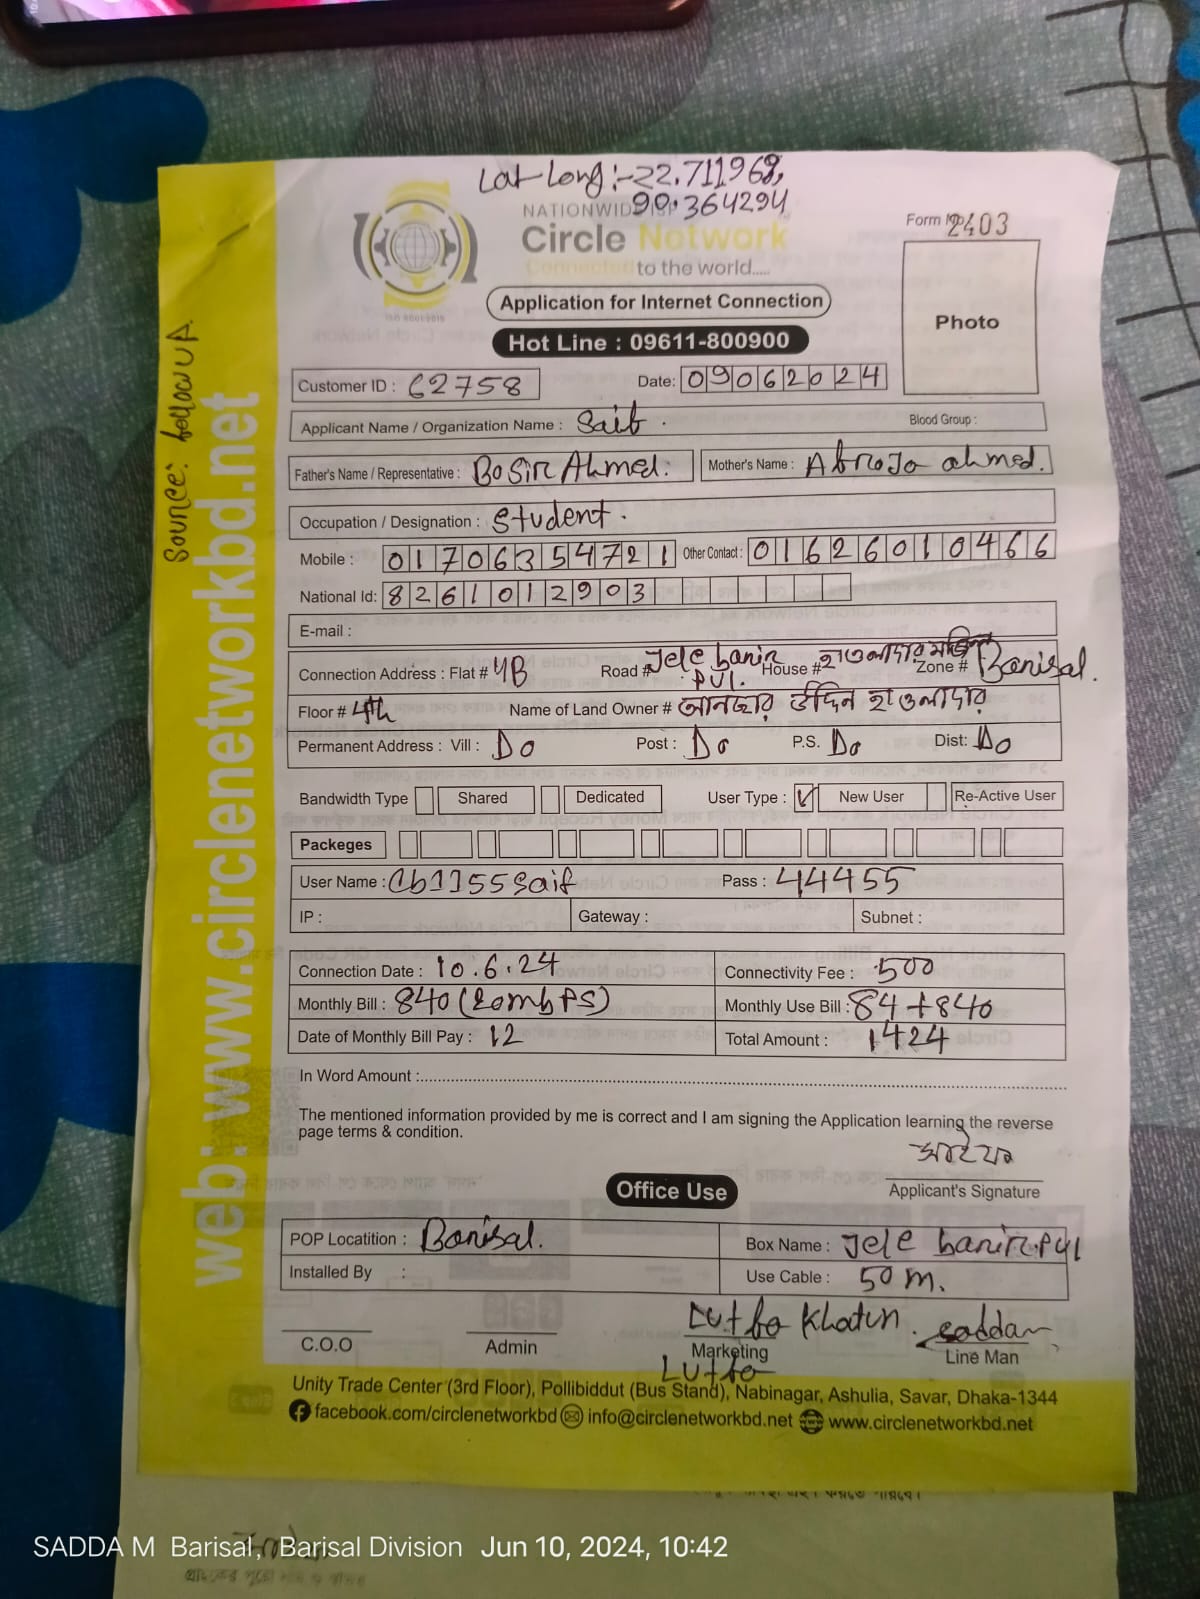 Lat-Long:-22.711968,
90.364294
NATIONWIDE ISP
Circle Network
Connected to the world.....
ISO 9001:2015
Form No 2403
Application for Internet Connection
Photo
Hot Line : 09611-800900
Customer ID : 62758
Date: 09062024
Applicant Name / Organization Name : Saif .
Blood Group :
Father's Name / Representative : Bosir Ahmed.
Mother's Name : Afroja ahmed.
Occupation / Designation : Student .
Mobile : 01706354721 Other Contact : 01626010466
National Id: 8261012903
E-mail :
Connection Address : Flat # 4B Road # Jele banir Pul. House # হাওলাদার মঞ্জিল Zone # Barisal.
Floor # 4th Name of Land Owner # আনছার উদ্দিন হাওলাদার
Permanent Address : Vill : Do Post : Do P.S. Do Dist: Do
Bandwidth Type Shared Dedicated User Type : ✓ New User Re-Active User
Packeges
User Name : Cb1155saif Pass : 44455
IP : Gateway : Subnet :
Connection Date : 10.6.24 Connectivity Fee : 500
Monthly Bill : 840 (20mbPS) Monthly Use Bill : 84+840
Date of Monthly Bill Pay : 12 Total Amount : 1424
In Word Amount :
The mentioned information provided by me is correct and I am signing the Application learning the reverse
page terms & condition.
Applicant's Signature
Office Use
POP Locatition : Barisal. Box Name : Jele banir.Pul
Installed By : Use Cable : 50 m.
Lutfa Khatun. saddam
C.O.O Admin Marketing Line Man
Lutfa
Unity Trade Center (3rd Floor), Pollibiddut (Bus Stand), Nabinagar, Ashulia, Savar, Dhaka-1344
facebook.com/circlenetworkbd info@circlenetworkbd.net www.circlenetworkbd.net
Source: follow UP.
web: www.circlenetworkbd.net
SADDA M Barisal, Barisal Division Jun 10, 2024, 10:42